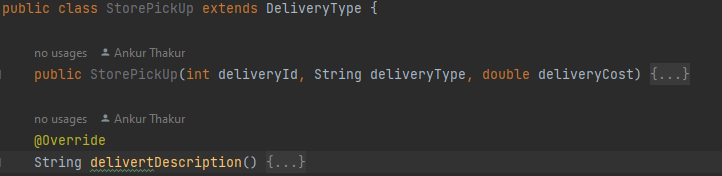 public class StorePickUp extends DeliveryType {
no usages Ankur Thakur
public StorePickUp(int deliveryId, String deliveryType, double deliveryCost) {...}
no usages Ankur Thakur
@Override
String delivertDescription() {...}